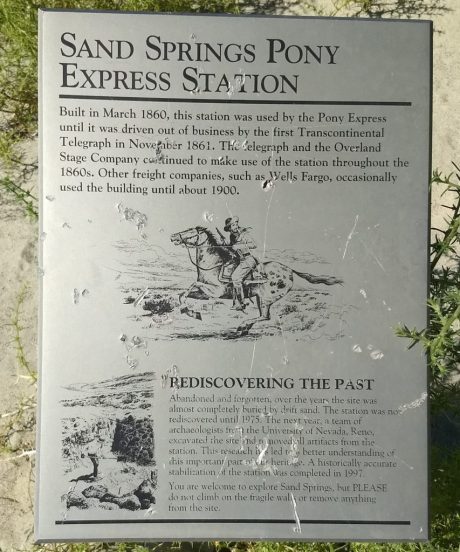 SAND SPRINGS PONY
EXPRESS STATION
Built in March 1860, this station was used by the Pony Express
until it was driven out of business by the first Transcontinental
Telegraph in November 1861. The telegraph and the Overland
Stage Company continued to make use of the station throughout the
1860s. Other freight companies, such as Wells Fargo, occasionally
used the building until about 1900.
REDISCOVERING THE PAST
Abandoned and forgotten, over the years the site was
almost completely buried by drift sand. The station was not
rediscovered until 1975. The next year, a team of
archaeologists from the University of Nevada, Reno,
excavated the site and removed artifacts from the
station. This research has led to a better understanding of
this important part of our heritage. A historically accurate
stabilization of the station was completed in 1997.
You are welcome to explore Sand Springs, but PLEASE
do not climb on the fragile walls or remove anything
from the site.